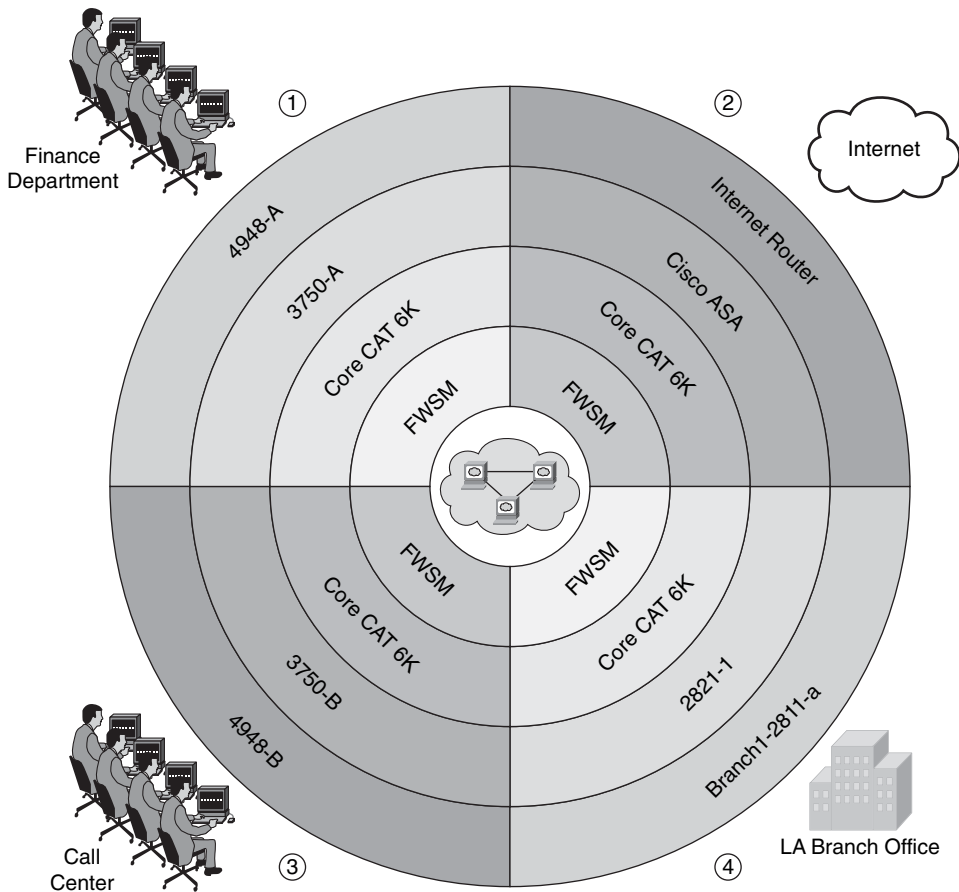 ①
②
Finance
Department
Internet
4948-A
3750-A
Core CAT 6K
FWSM
Internet Router
Cisco ASA
Core CAT 6K
FWSM
FWSM
Core CAT 6K
3750-B
4948-B
FWSM
Core CAT 6K
2821-1
Branch1-2811-a
Call
Center
③
④
LA Branch Office